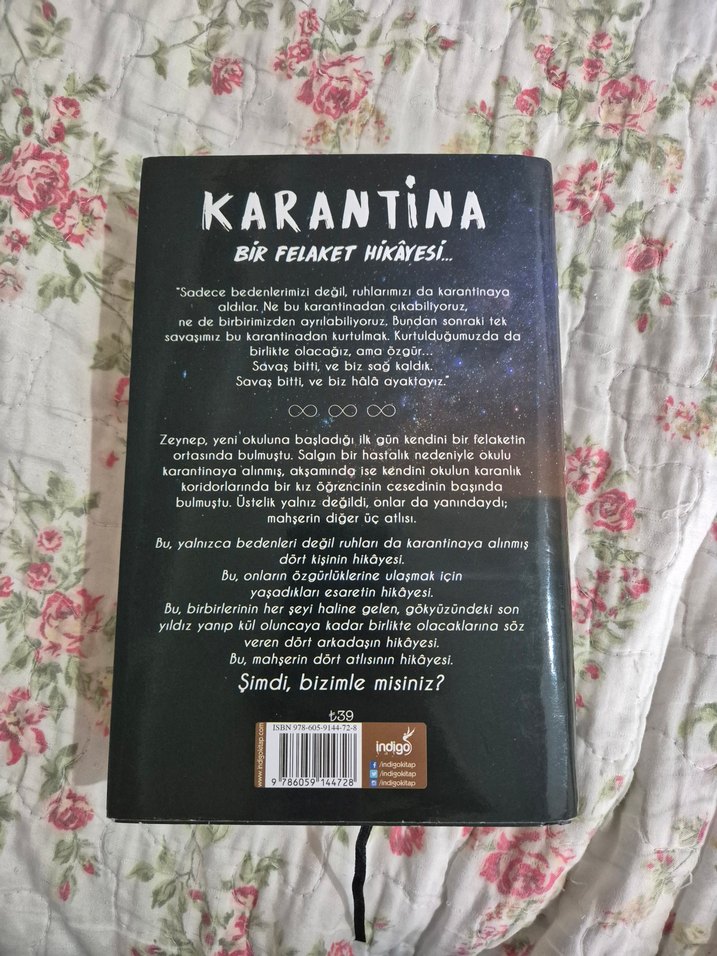 KARANTİNA
BİR FELAKET HİKÂYESİ...
"Sadece bedenlerimizi değil, ruhlarımızı da karantinaya
aldılar. Ne bu karantinadan çıkabiliyoruz,
ne de birbirimizden ayrılabiliyoruz. Bundan sonraki tek
savaşımız bu karantinadan kurtulmak. Kurtulduğumuzda da
birlikte olacağız, ama özgür...
Savaş bitti, ve biz sağ kaldık.
Savaş bitti, ve biz hâlâ ayaktayız."
Zeynep, yeni okuluna başladığı ilk gün kendini bir felaketin
ortasında bulmuştu. Salgın bir hastalık nedeniyle okulu
karantinaya alınmış, akşamında ise kendini okulun karanlık
koridorlarında bir kız öğrencinin cesedinin başında
bulmuştu. Üstelik yalnız değildi, onlar da yanındaydı;
mahşerin diğer üç atlısı.
Bu, yalnızca bedenleri değil ruhları da karantinaya alınmış
dört kişinin hikâyesi.
Bu, onların özgürlüklerine ulaşmak için
yaşadıkları esaretin hikâyesi.
Bu, birbirlerinin her şeyi haline gelen, gökyüzündeki son
yıldız yanıp kül oluncaya kadar birlikte olacaklarına söz
veren dört arkadaşın hikâyesi.
Bu, mahşerin dört atlısının hikâyesi.
Şimdi, bizimle misiniz?
₺39
ISBN 978-605-9144-72-8
www.indigokitap.com
9 786059 144728
indigo
/indigokitap
/indigokitap
/indigokitap